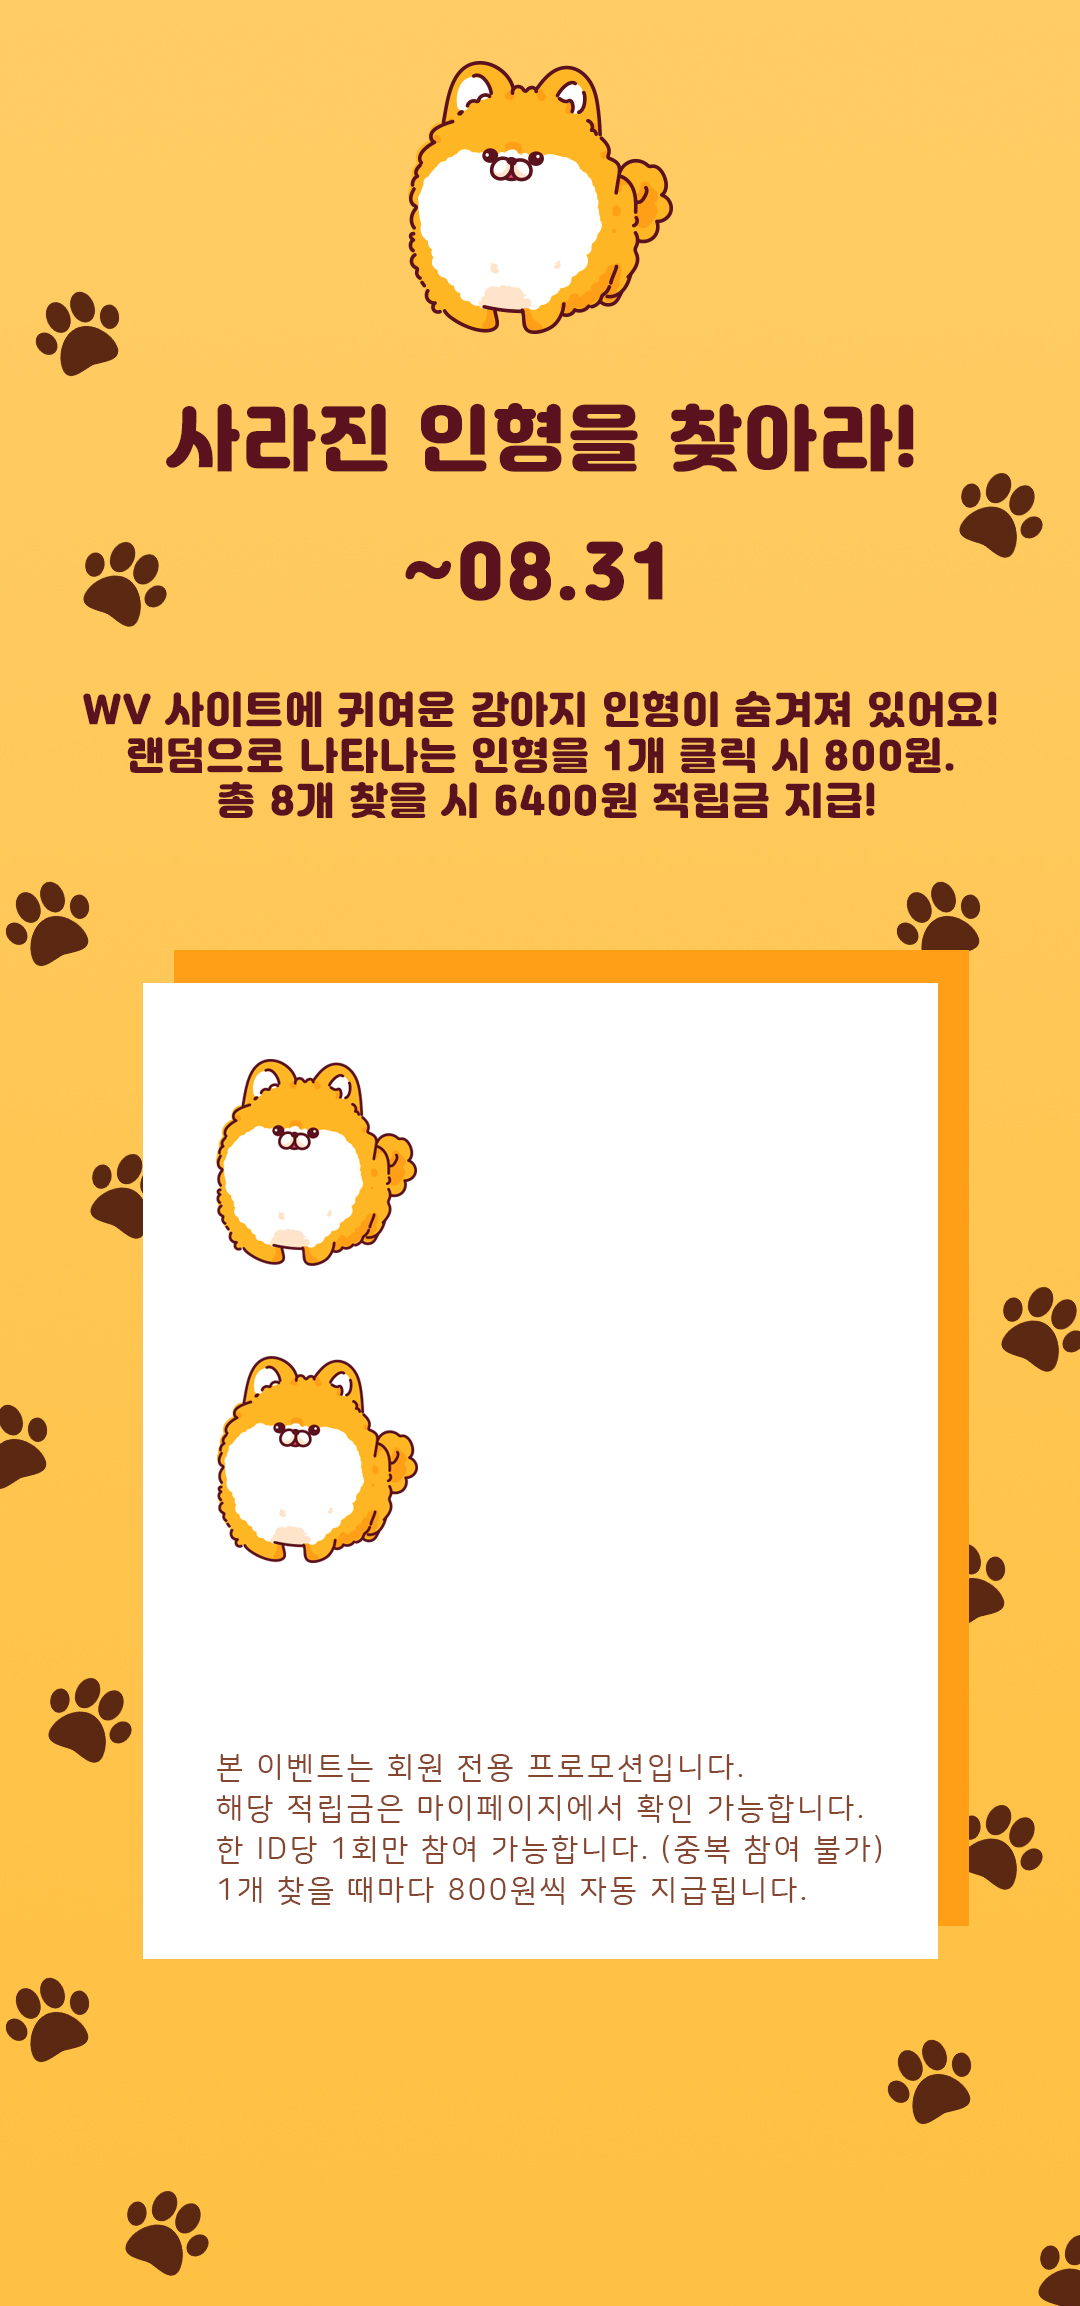 사라진 인형을 찾아라!
~08.31
WV 사이트에 귀여운 강아지 인형이 숨겨져 있어요!
랜덤으로 나타나는 인형을 1개 클릭 시 800원.
총 8개 찾을 시 6400원 적립금 지급!
본 이벤트는 회원 전용 프로모션입니다.
해당 적립금은 마이페이지에서 확인 가능합니다.
한 ID당 1회만 참여 가능합니다. (중복 참여 불가)
1개 찾을 때마다 800원씩 자동 지급됩니다.